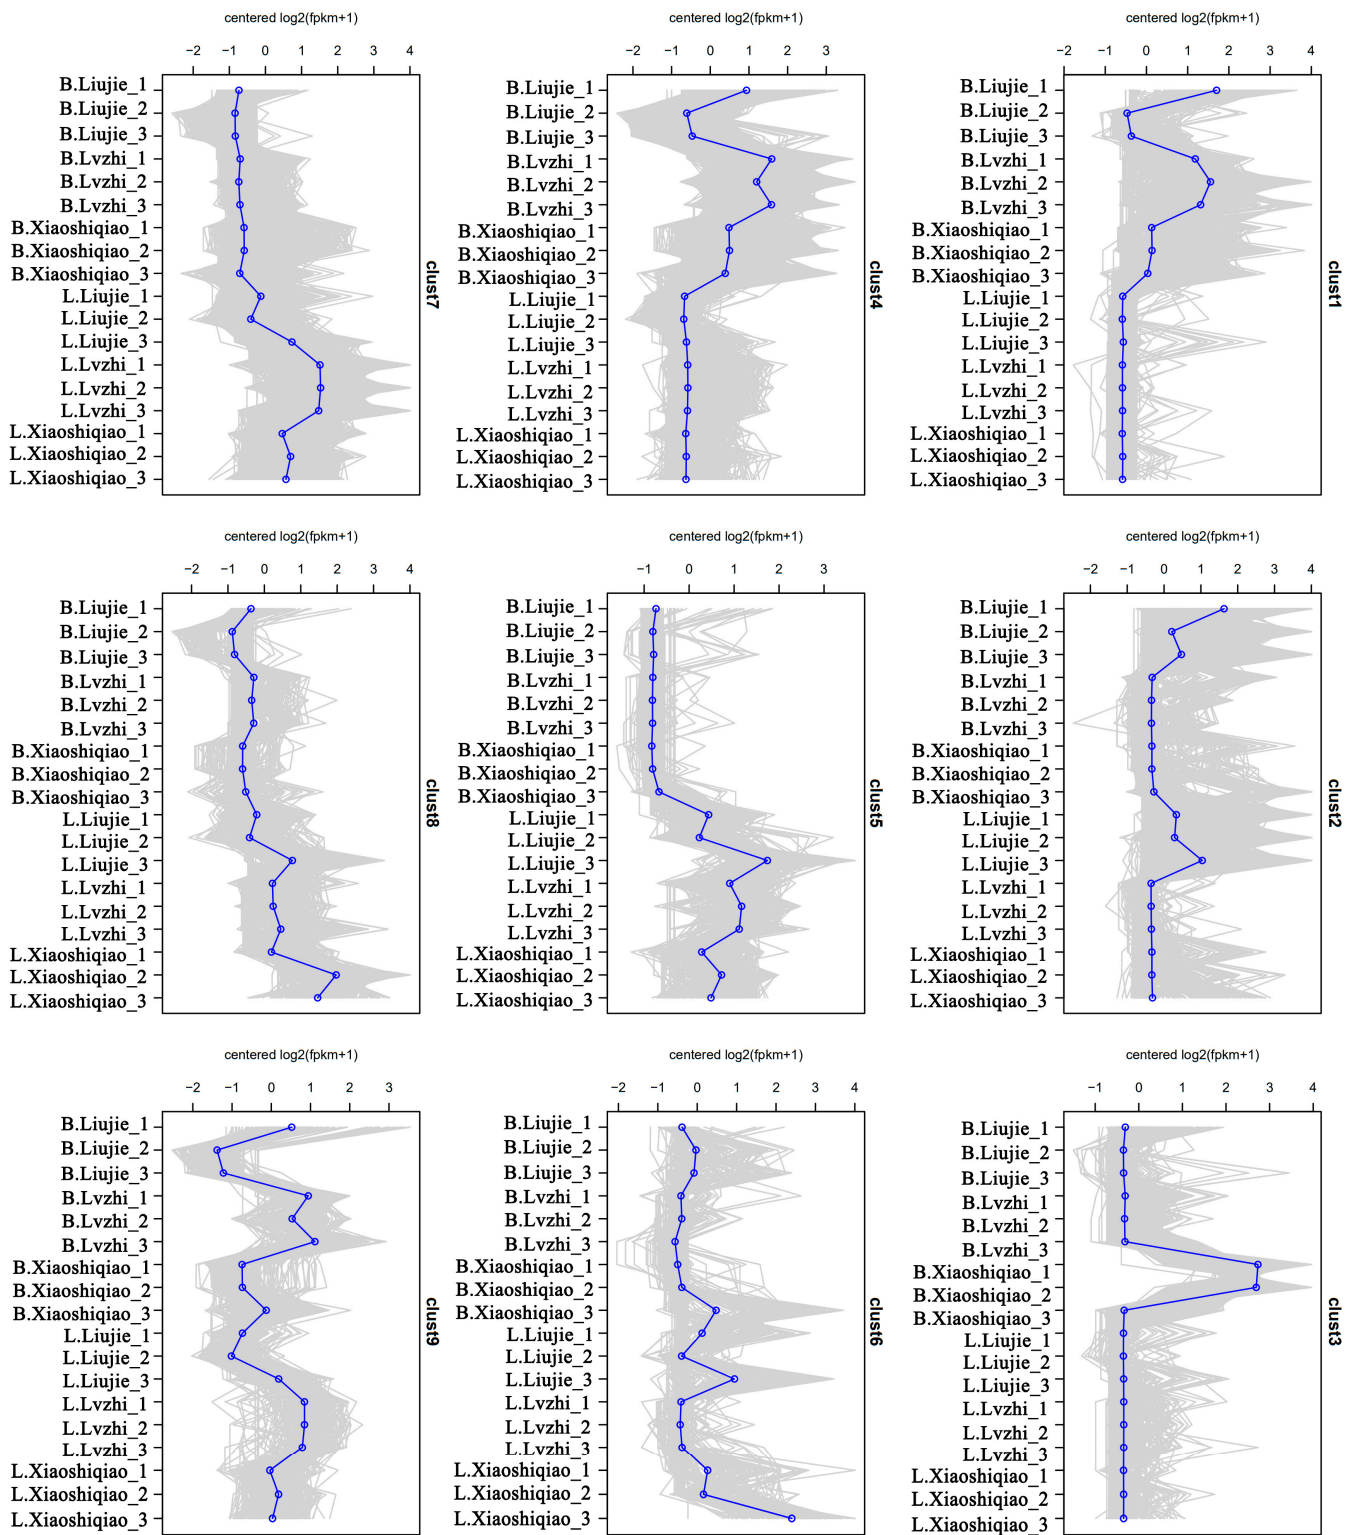 centered log2(fpkm+1)
−2 −1 0 1 2 3 4
B.Liujie_1
B.Liujie_2
B.Liujie_3
B.Lvzhi_1
B.Lvzhi_2
B.Lvzhi_3
B.Xiaoshiqiao_1
B.Xiaoshiqiao_2
B.Xiaoshiqiao_3
L.Liujie_1
L.Liujie_2
L.Liujie_3
L.Lvzhi_1
L.Lvzhi_2
L.Lvzhi_3
L.Xiaoshiqiao_1
L.Xiaoshiqiao_2
L.Xiaoshiqiao_3
clust7
centered log2(fpkm+1)
−2 −1 0 1 2 3
B.Liujie_1
B.Liujie_2
B.Liujie_3
B.Lvzhi_1
B.Lvzhi_2
B.Lvzhi_3
B.Xiaoshiqiao_1
B.Xiaoshiqiao_2
B.Xiaoshiqiao_3
L.Liujie_1
L.Liujie_2
L.Liujie_3
L.Lvzhi_1
L.Lvzhi_2
L.Lvzhi_3
L.Xiaoshiqiao_1
L.Xiaoshiqiao_2
L.Xiaoshiqiao_3
clust4
centered log2(fpkm+1)
−2 −1 0 1 2 3 4
B.Liujie_1
B.Liujie_2
B.Liujie_3
B.Lvzhi_1
B.Lvzhi_2
B.Lvzhi_3
B.Xiaoshiqiao_1
B.Xiaoshiqiao_2
B.Xiaoshiqiao_3
L.Liujie_1
L.Liujie_2
L.Liujie_3
L.Lvzhi_1
L.Lvzhi_2
L.Lvzhi_3
L.Xiaoshiqiao_1
L.Xiaoshiqiao_2
L.Xiaoshiqiao_3
clust1
centered log2(fpkm+1)
−2 −1 0 1 2 3 4
B.Liujie_1
B.Liujie_2
B.Liujie_3
B.Lvzhi_1
B.Lvzhi_2
B.Lvzhi_3
B.Xiaoshiqiao_1
B.Xiaoshiqiao_2
B.Xiaoshiqiao_3
L.Liujie_1
L.Liujie_2
L.Liujie_3
L.Lvzhi_1
L.Lvzhi_2
L.Lvzhi_3
L.Xiaoshiqiao_1
L.Xiaoshiqiao_2
L.Xiaoshiqiao_3
clust8
centered log2(fpkm+1)
−1 0 1 2 3
B.Liujie_1
B.Liujie_2
B.Liujie_3
B.Lvzhi_1
B.Lvzhi_2
B.Lvzhi_3
B.Xiaoshiqiao_1
B.Xiaoshiqiao_2
B.Xiaoshiqiao_3
L.Liujie_1
L.Liujie_2
L.Liujie_3
L.Lvzhi_1
L.Lvzhi_2
L.Lvzhi_3
L.Xiaoshiqiao_1
L.Xiaoshiqiao_2
L.Xiaoshiqiao_3
clust5
centered log2(fpkm+1)
−2 −1 0 1 2 3 4
B.Liujie_1
B.Liujie_2
B.Liujie_3
B.Lvzhi_1
B.Lvzhi_2
B.Lvzhi_3
B.Xiaoshiqiao_1
B.Xiaoshiqiao_2
B.Xiaoshiqiao_3
L.Liujie_1
L.Liujie_2
L.Liujie_3
L.Lvzhi_1
L.Lvzhi_2
L.Lvzhi_3
L.Xiaoshiqiao_1
L.Xiaoshiqiao_2
L.Xiaoshiqiao_3
clust2
centered log2(fpkm+1)
−2 −1 0 1 2 3
B.Liujie_1
B.Liujie_2
B.Liujie_3
B.Lvzhi_1
B.Lvzhi_2
B.Lvzhi_3
B.Xiaoshiqiao_1
B.Xiaoshiqiao_2
B.Xiaoshiqiao_3
L.Liujie_1
L.Liujie_2
L.Liujie_3
L.Lvzhi_1
L.Lvzhi_2
L.Lvzhi_3
L.Xiaoshiqiao_1
L.Xiaoshiqiao_2
L.Xiaoshiqiao_3
clust9
centered log2(fpkm+1)
−2 −1 0 1 2 3 4
B.Liujie_1
B.Liujie_2
B.Liujie_3
B.Lvzhi_1
B.Lvzhi_2
B.Lvzhi_3
B.Xiaoshiqiao_1
B.Xiaoshiqiao_2
B.Xiaoshiqiao_3
L.Liujie_1
L.Liujie_2
L.Liujie_3
L.Lvzhi_1
L.Lvzhi_2
L.Lvzhi_3
L.Xiaoshiqiao_1
L.Xiaoshiqiao_2
L.Xiaoshiqiao_3
clust6
centered log2(fpkm+1)
−1 0 1 2 3 4
B.Liujie_1
B.Liujie_2
B.Liujie_3
B.Lvzhi_1
B.Lvzhi_2
B.Lvzhi_3
B.Xiaoshiqiao_1
B.Xiaoshiqiao_2
B.Xiaoshiqiao_3
L.Liujie_1
L.Liujie_2
L.Liujie_3
L.Lvzhi_1
L.Lvzhi_2
L.Lvzhi_3
L.Xiaoshiqiao_1
L.Xiaoshiqiao_2
L.Xiaoshiqiao_3
clust3